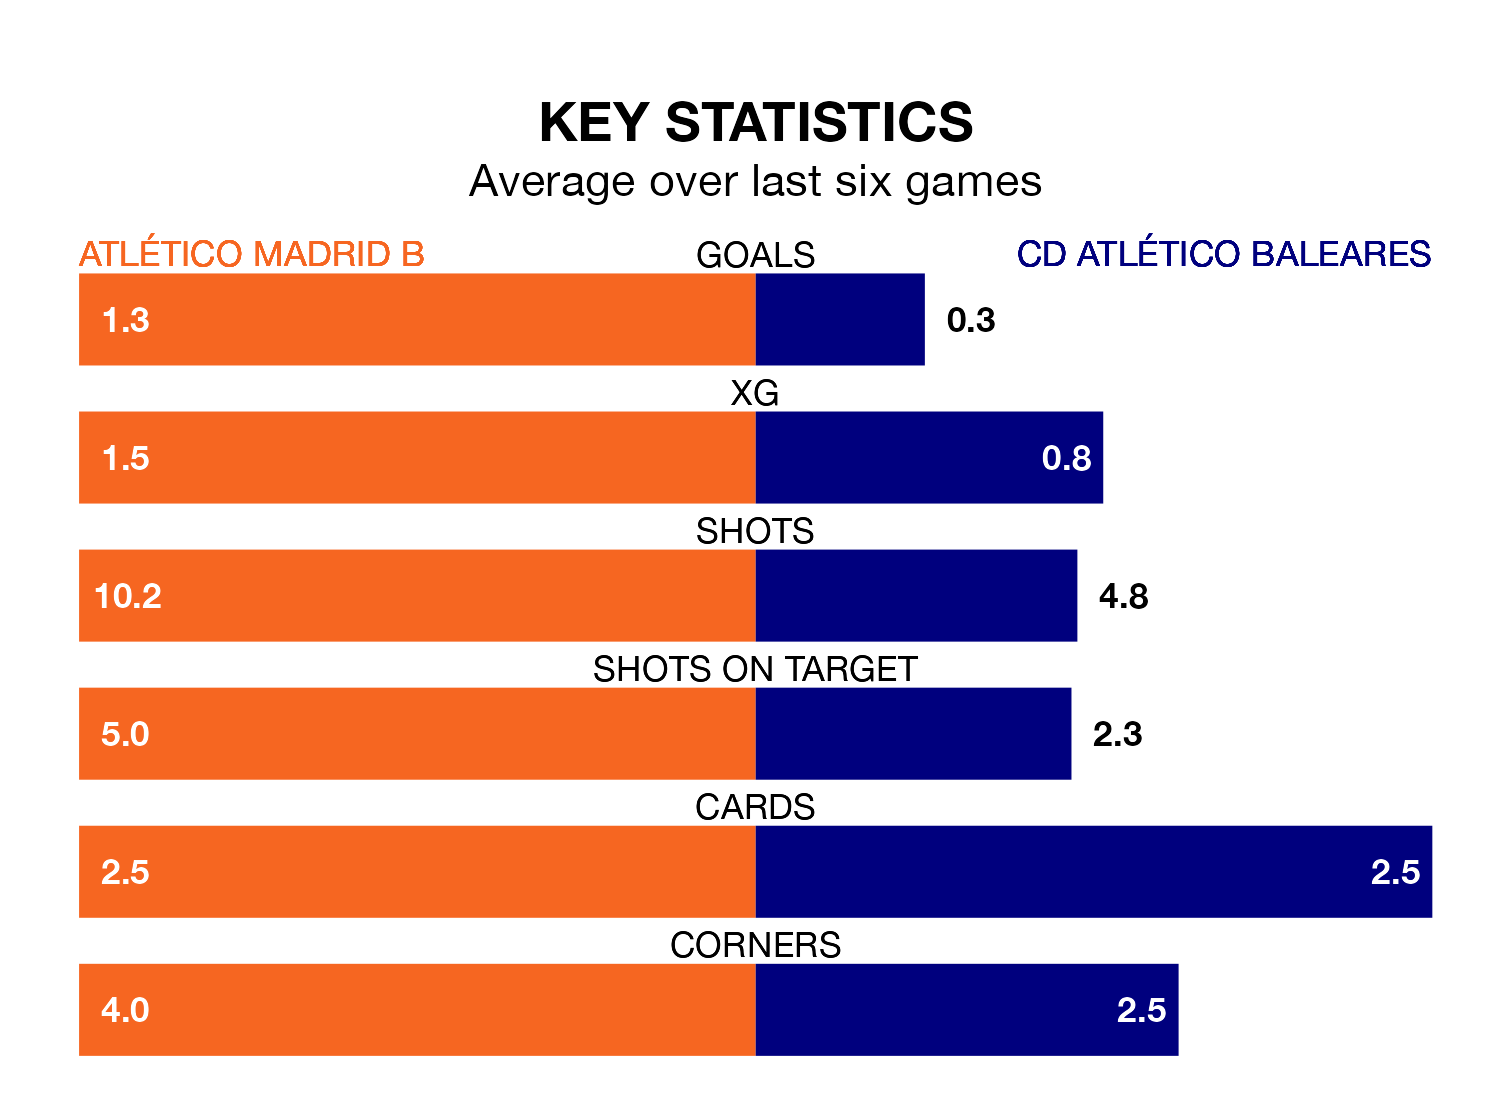 KEY STATISTICS
Average over last six games
ATLÉTICO MADRID B GOALS CD ATLÉTICO BALEARES
1.3 0.3
XG
1.5 0.8
SHOTS
10.2 4.8
SHOTS ON TARGET
5.0 2.3
CARDS
2.5 2.5
CORNERS
4.0 2.5